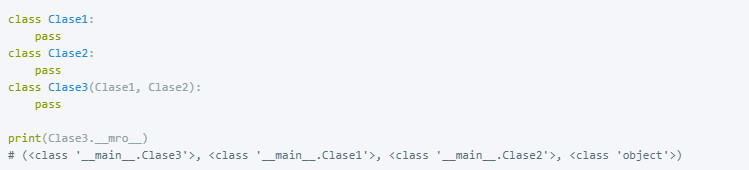 class Clase1:
    pass
class Clase2:
    pass
class Clase3(Clase1, Clase2):
    pass

print(Clase3.__mro__)
# (<class '__main__.Clase3'>, <class '__main__.Clase1'>, <class '__main__.Clase2'>, <class 'object'>)